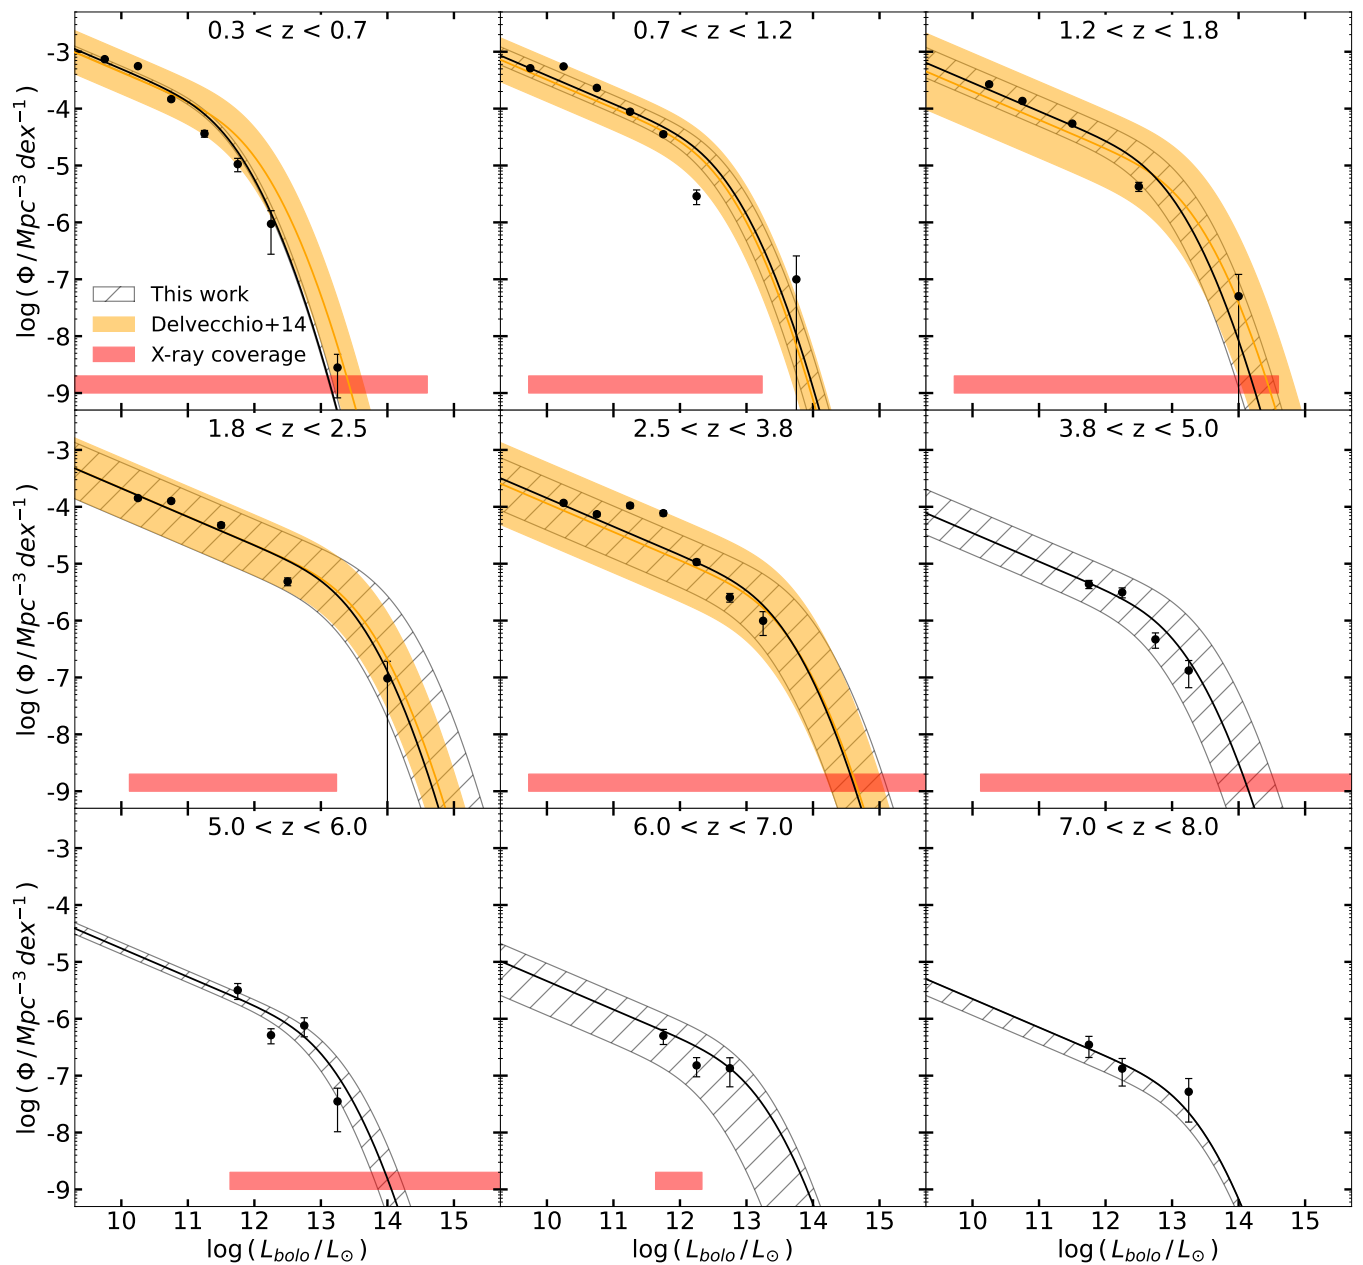 0.3 < z < 0.7
0.7 < z < 1.2
1.2 < z < 1.8
-3
-4
-5
-6
-7
-8
-9
log ( Φ / Mpc⁻³ dex⁻¹ )
This work
Delvecchio+14
X-ray coverage
1.8 < z < 2.5
2.5 < z < 3.8
3.8 < z < 5.0
-3
-4
-5
-6
-7
-8
-9
log ( Φ / Mpc⁻³ dex⁻¹ )
5.0 < z < 6.0
6.0 < z < 7.0
7.0 < z < 8.0
-3
-4
-5
-6
-7
-8
-9
log ( Φ / Mpc⁻³ dex⁻¹ )
10 11 12 13 14 15
10 11 12 13 14 15
10 11 12 13 14 15
log ( L_bolo / L_⊙ )
log ( L_bolo / L_⊙ )
log ( L_bolo / L_⊙ )